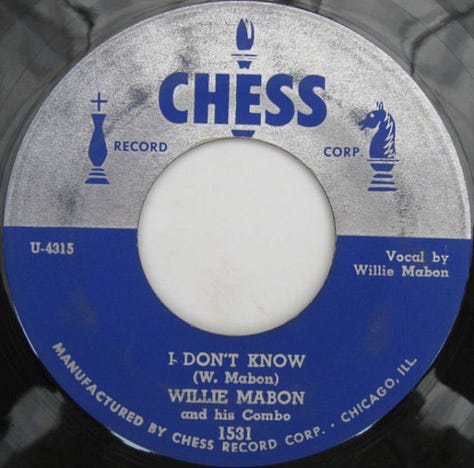 CHESS
RECORD CORP.
U-4315
Vocal by
Willie Mabon
I DON'T KNOW
(W. Mabon)
WILLIE MABON
and his Combo
1531
MANUFACTURED BY CHESS RECORD CORP. · CHICAGO, ILL.